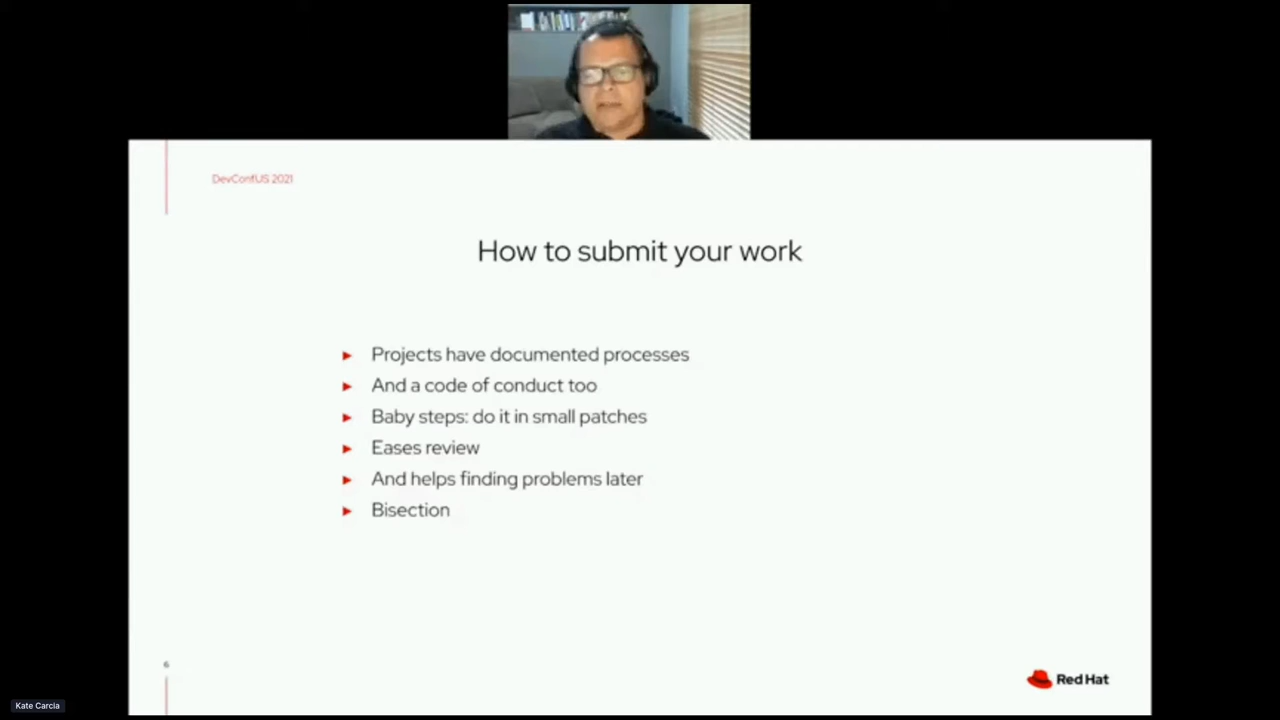 DevConfUS 2021
How to submit your work
► Projects have documented processes
► And a code of conduct too
► Baby steps: do it in small patches
► Eases review
► And helps finding problems later
► Bisection
6
Red Hat
Kate Carcia